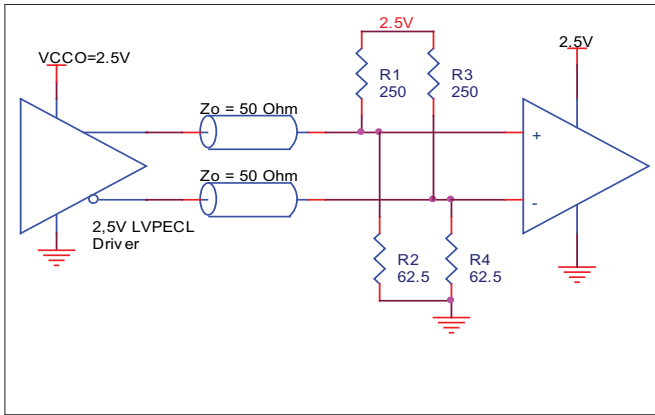 2.5V
VCCO=2.5V
2.5V
R1
250
R3
250
Zo = 50 Ohm
+
Zo = 50 Ohm
-
2,5V LVPECL
Driver
R2
62.5
R4
62.5